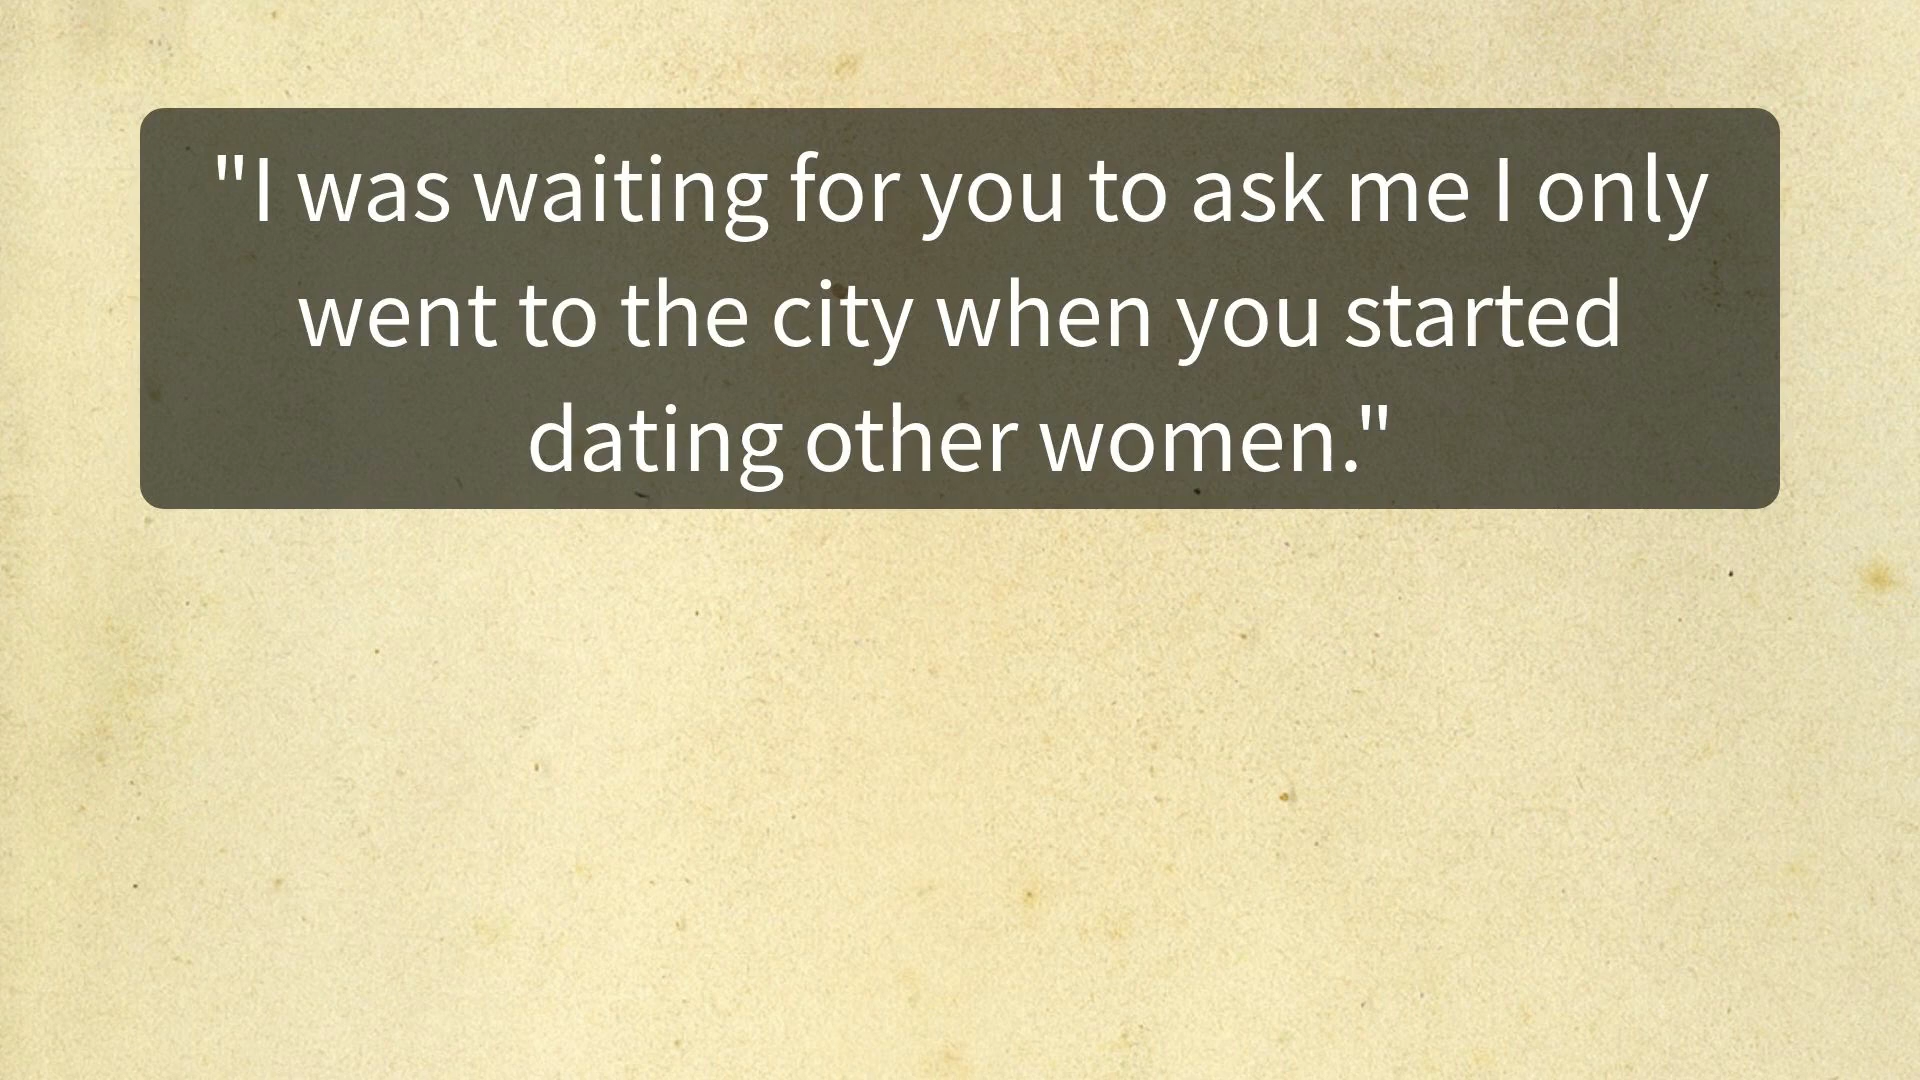 "I was waiting for you to ask me I only
went to the city when you started
dating other women."